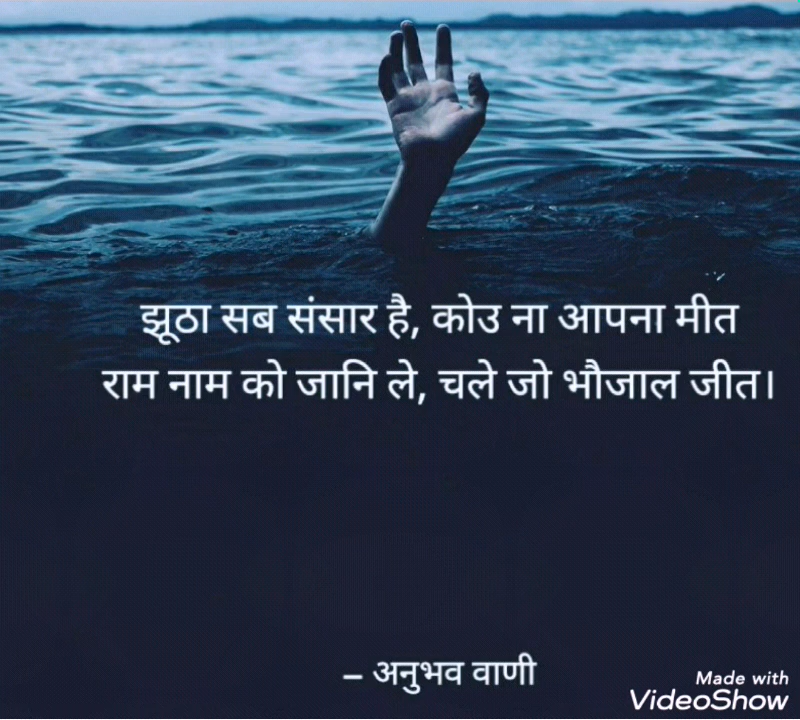 झूठा सब संसार है, कोउ ना आपना मीत
राम नाम को जानि ले, चले जो भौजाल जीत।
– अनुभव वाणी
Made with
VideoShow